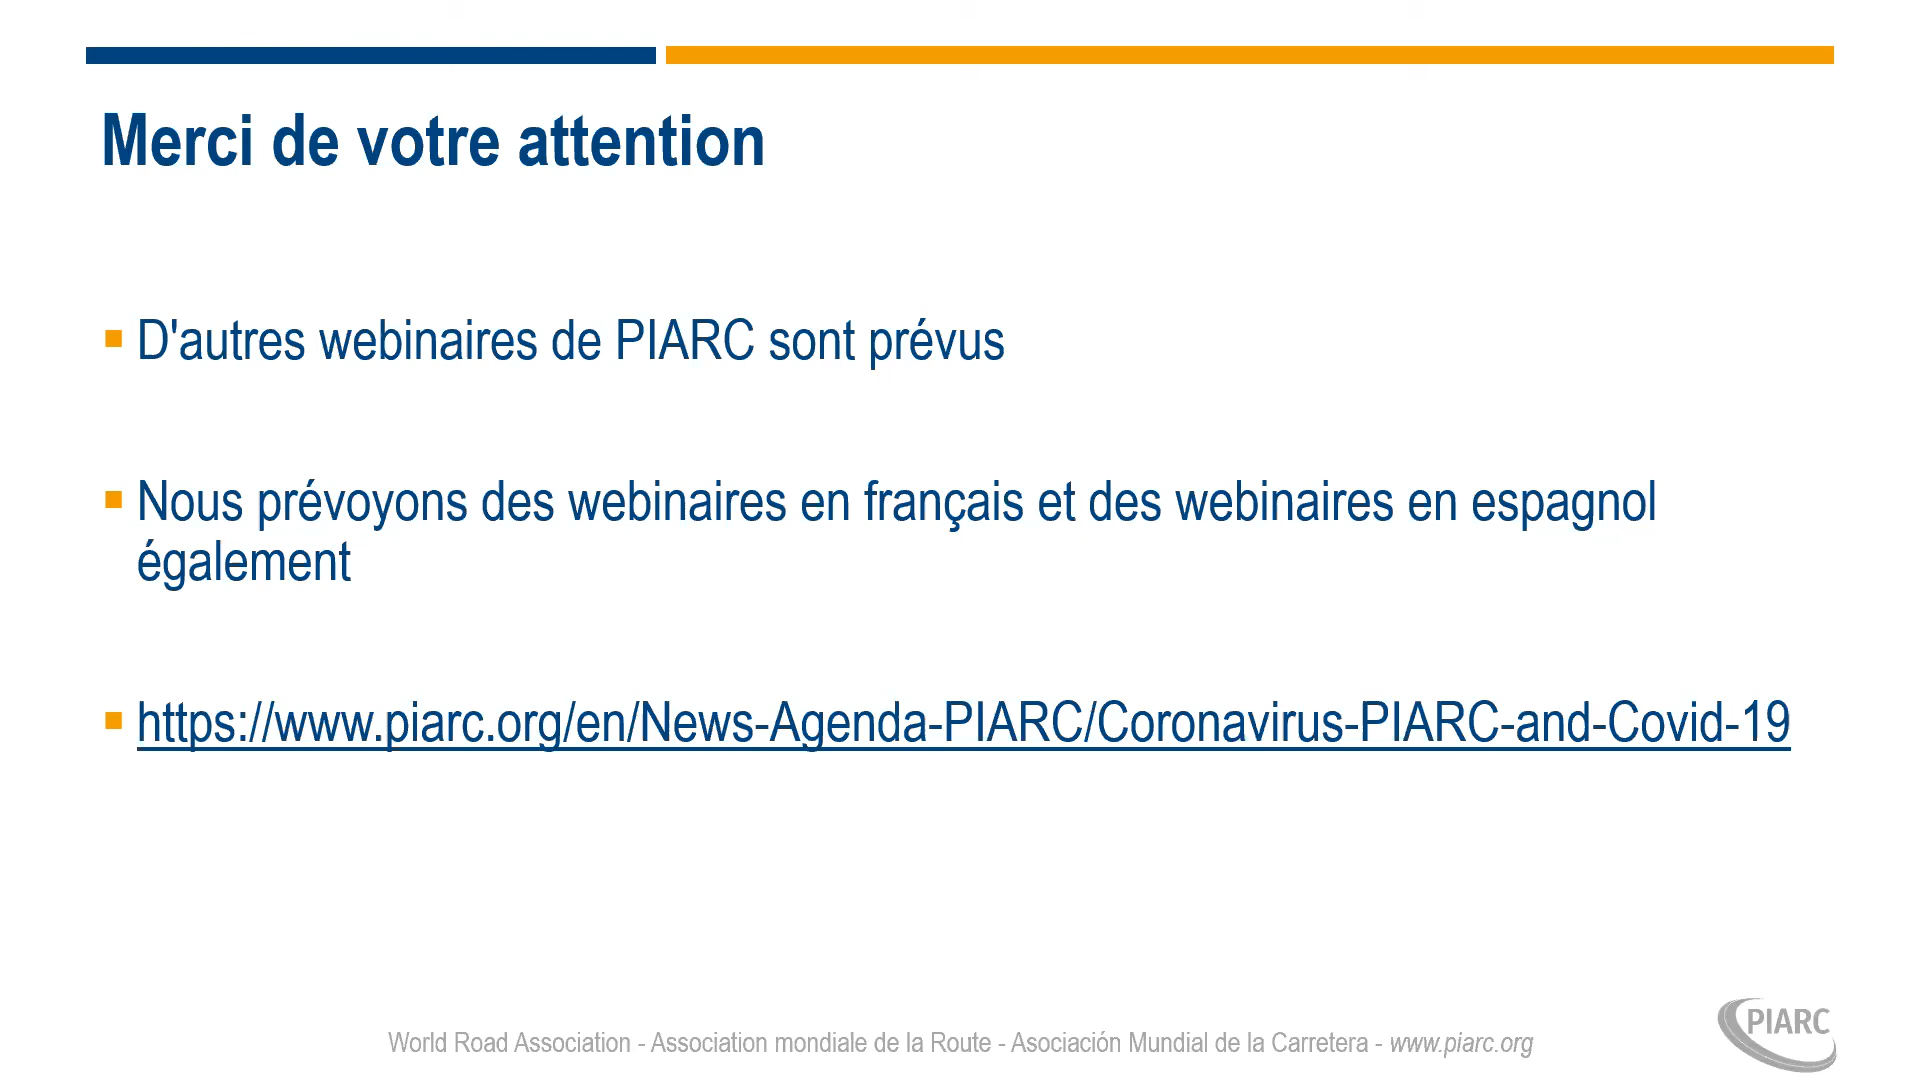 Merci de votre attention
D'autres webinaires de PIARC sont prévus
Nous prévoyons des webinaires en français et des webinaires en espagnol
également
https://www.piarc.org/en/News-Agenda-PIARC/Coronavirus-PIARC-and-Covid-19
World Road Association - Association mondiale de la Route - Asociación Mundial de la Carretera - www.piarc.org
PIARC